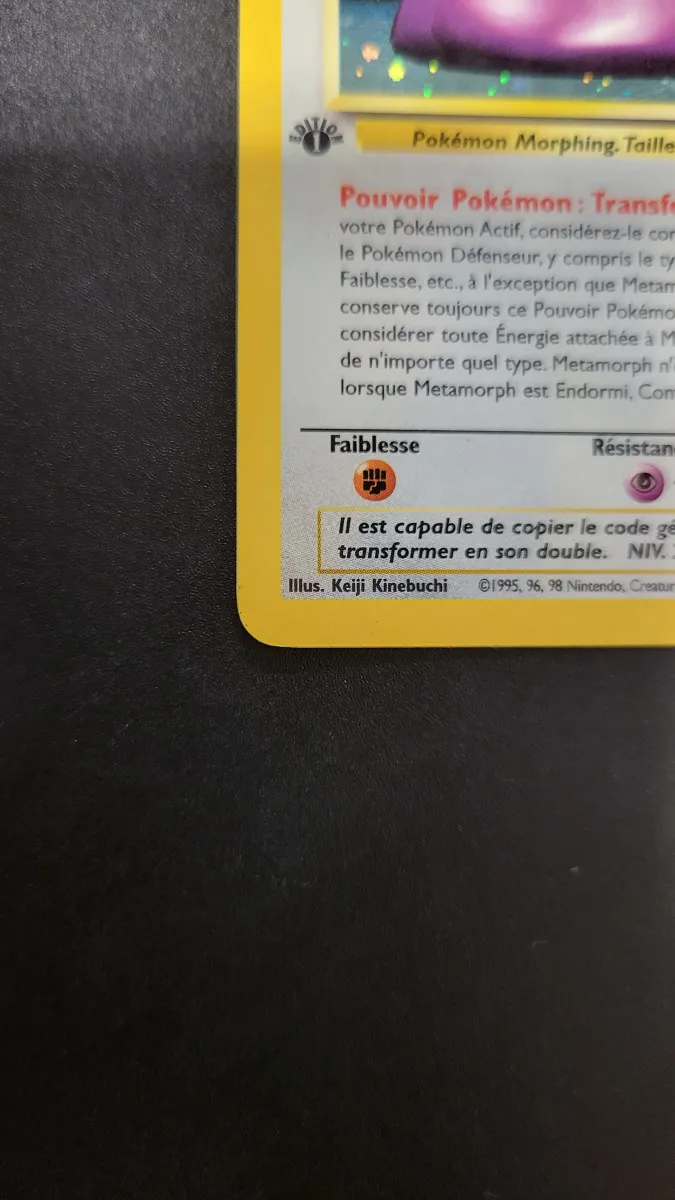 EDITION
1
Pokémon Morphing. Taille
Pouvoir Pokémon : Transfo
votre Pokémon Actif, considérez-le con
le Pokémon Défenseur, y compris le ty
Faiblesse, etc., à l'exception que Metam
conserve toujours ce Pouvoir Pokémo
considérer toute Énergie attachée à M
de n'importe quel type. Metamorph n'
lorsque Metamorph est Endormi, Con
Faiblesse Résistan
Il est capable de copier le code gé
transformer en son double. NIV.
Illus. Keiji Kinebuchi ©1995, 96, 98 Nintendo, Creatur